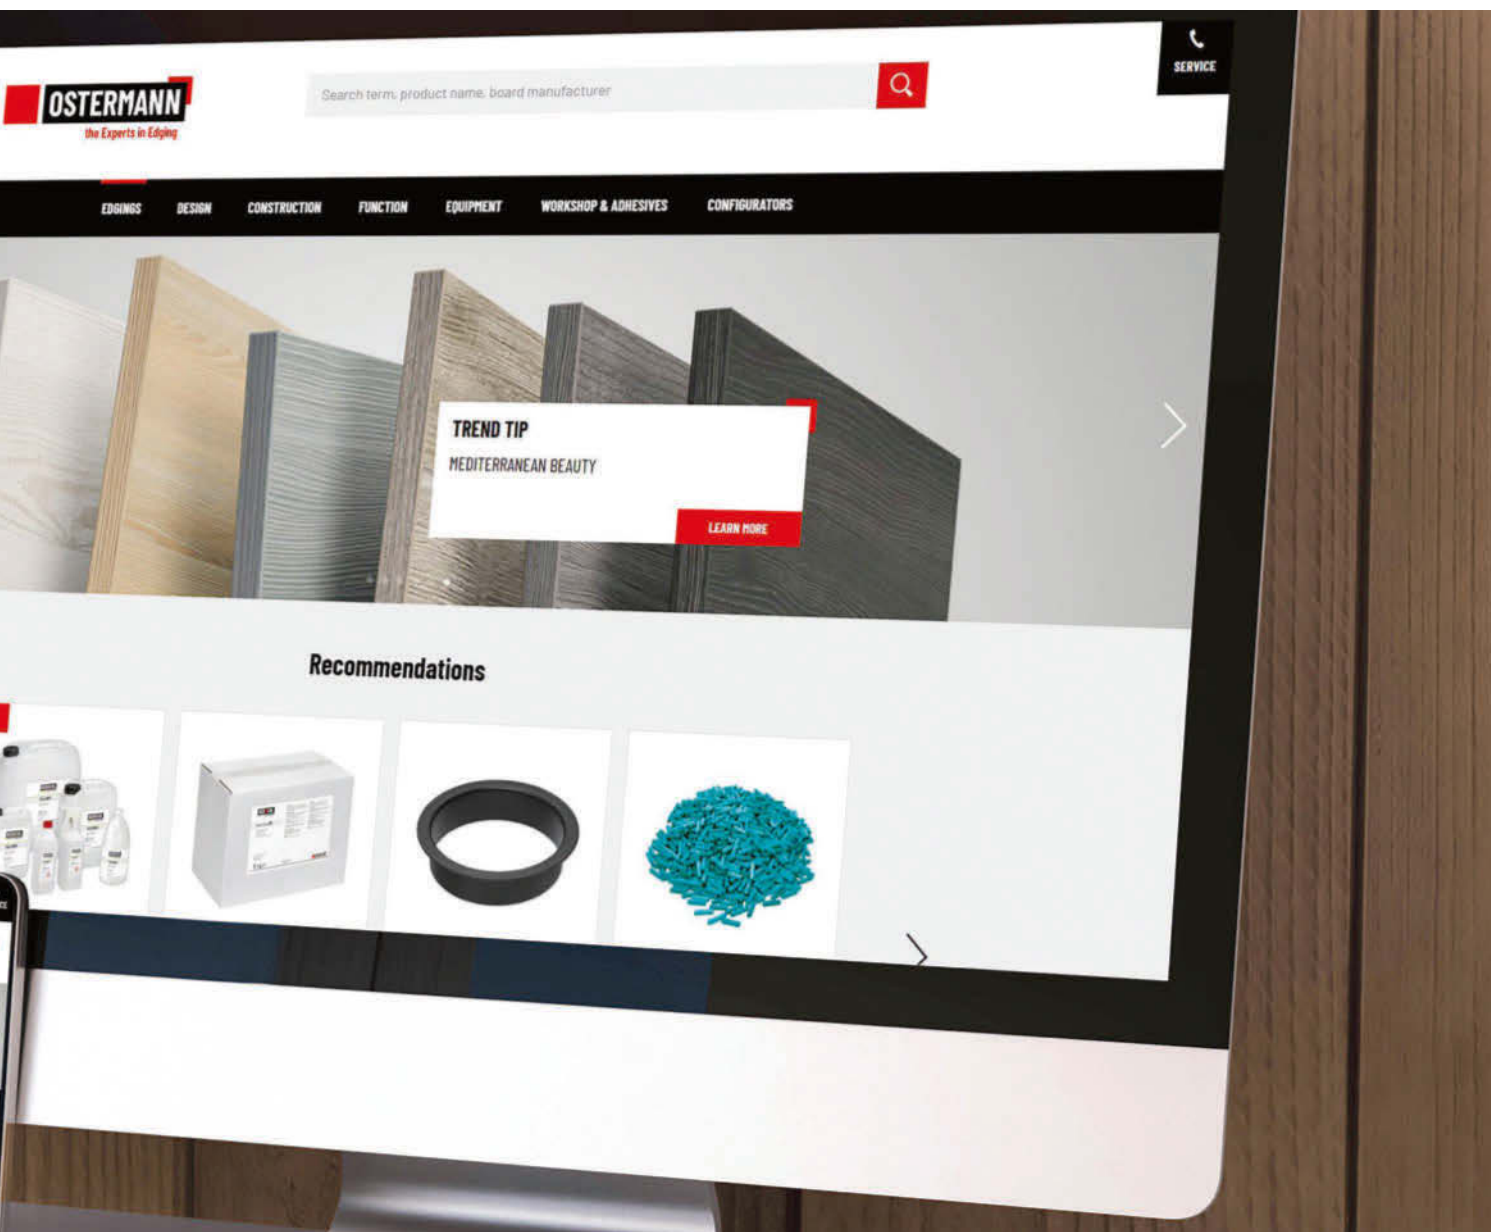 SERVICE
OSTERMANN
the Experts in Edging
Search term, product name, board manufacturer
EDGINGS DESIGN CONSTRUCTION FUNCTION EQUIPMENT WORKSHOP & ADHESIVES CONFIGURATORS
TREND TIP
MEDITERRANEAN BEAUTY
LEARN MORE
Recommendations